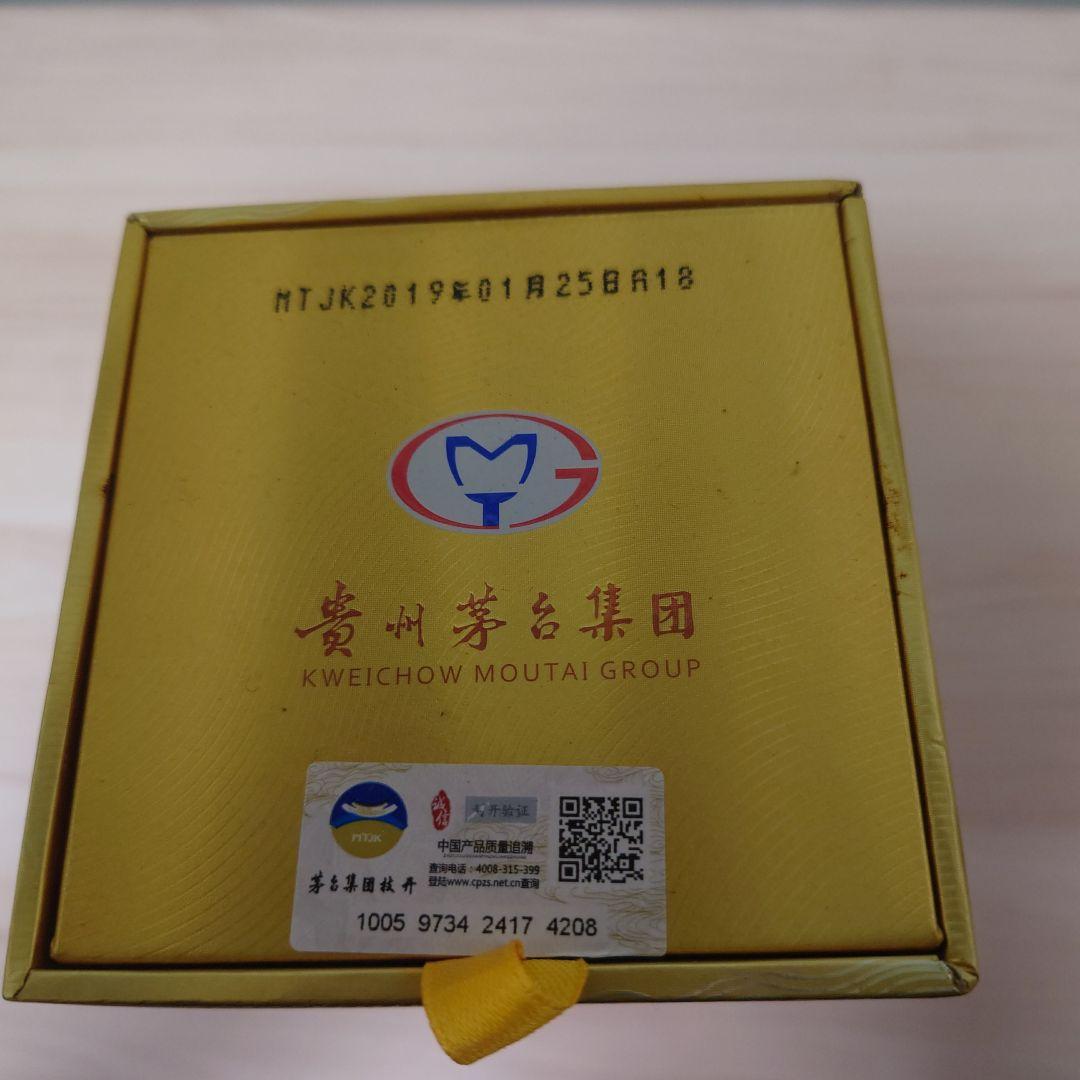 MTJK2019年01月25日A18
MTG
貴州茅台集团
KWEICHOW MOUTAI GROUP
MTJK
茅台集团技开
诚信
开验证
中国产品质量追溯
查询电话：4008-315-399
登陆www.cpzs.net.cn查询
1005 9734 2417 4208